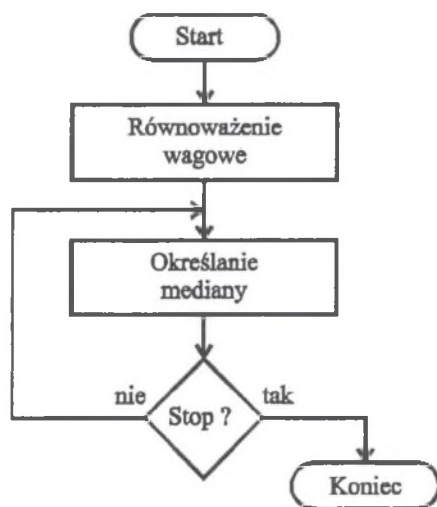 Start
Równoważenie
wagowe
Określanie
mediany
nie
tak
Stop ?
Koniec